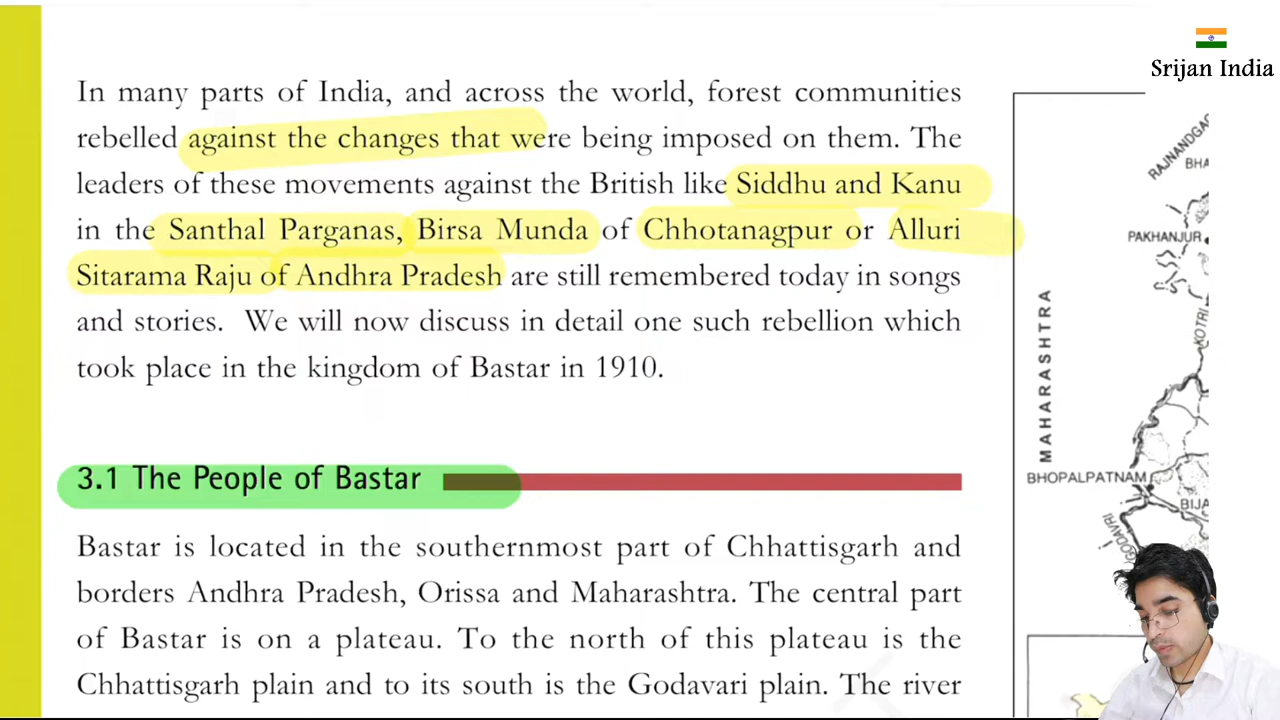 Srijan India
In many parts of India, and across the world, forest communities
rebelled against the changes that were being imposed on them. The
leaders of these movements against the British like Siddhu and Kanu
in the Santhal Parganas, Birsa Munda of Chhotanagpur or Alluri
Sitarama Raju of Andhra Pradesh are still remembered today in songs
and stories. We will now discuss in detail one such rebellion which
took place in the kingdom of Bastar in 1910.
3.1 The People of Bastar
Bastar is located in the southernmost part of Chhattisgarh and
borders Andhra Pradesh, Orissa and Maharashtra. The central part
of Bastar is on a plateau. To the north of this plateau is the
Chhattisgarh plain and to its south is the Godavari plain. The river
RAJNANDGAO
BHA
PAKHANJUR
KOTRI
MAHARASHTRA
BHOPALPATNAM
BIJA
GODAVRI